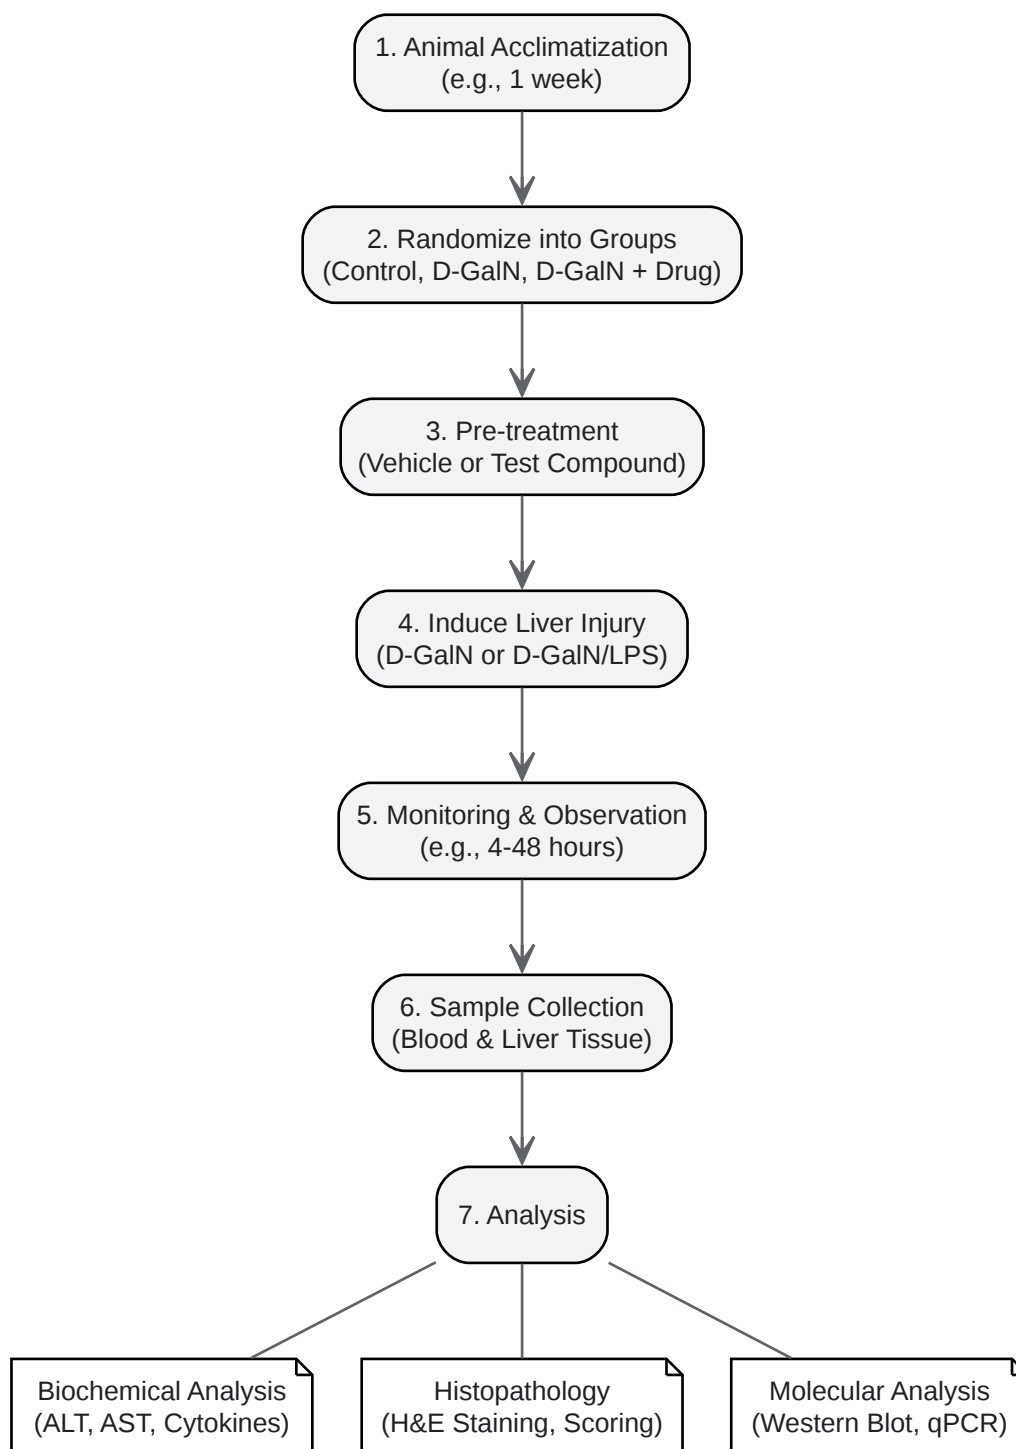 1. Animal Acclimatization
(e.g., 1 week)
2. Randomize into Groups
(Control, D-GalN, D-GalN + Drug)
3. Pre-treatment
(Vehicle or Test Compound)
4. Induce Liver Injury
(D-GalN or D-GalN/LPS)
5. Monitoring & Observation
(e.g., 4-48 hours)
6. Sample Collection
(Blood & Liver Tissue)
7. Analysis
Biochemical Analysis
(ALT, AST, Cytokines)
Histopathology
(H&E Staining, Scoring)
Molecular Analysis
(Western Blot, qPCR)